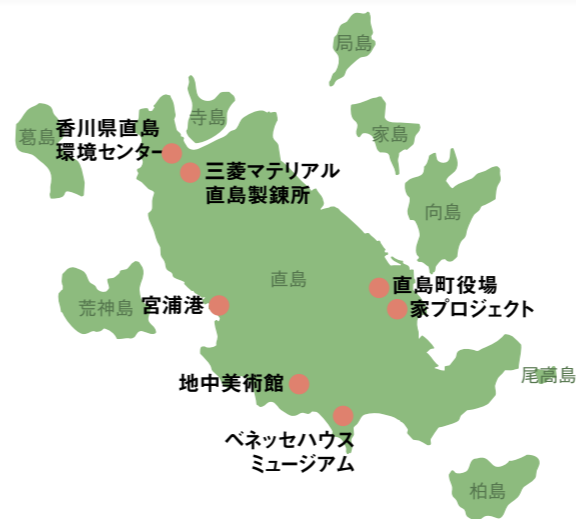 局島
寺島
家島
葛島
香川県直島
環境センター
三菱マテリアル
直島製錬所
向島
直島
直島町役場
家プロジェクト
荒神島
宮浦港
尾高島
地中美術館
ベネッセハウス
ミュージアム
柏島